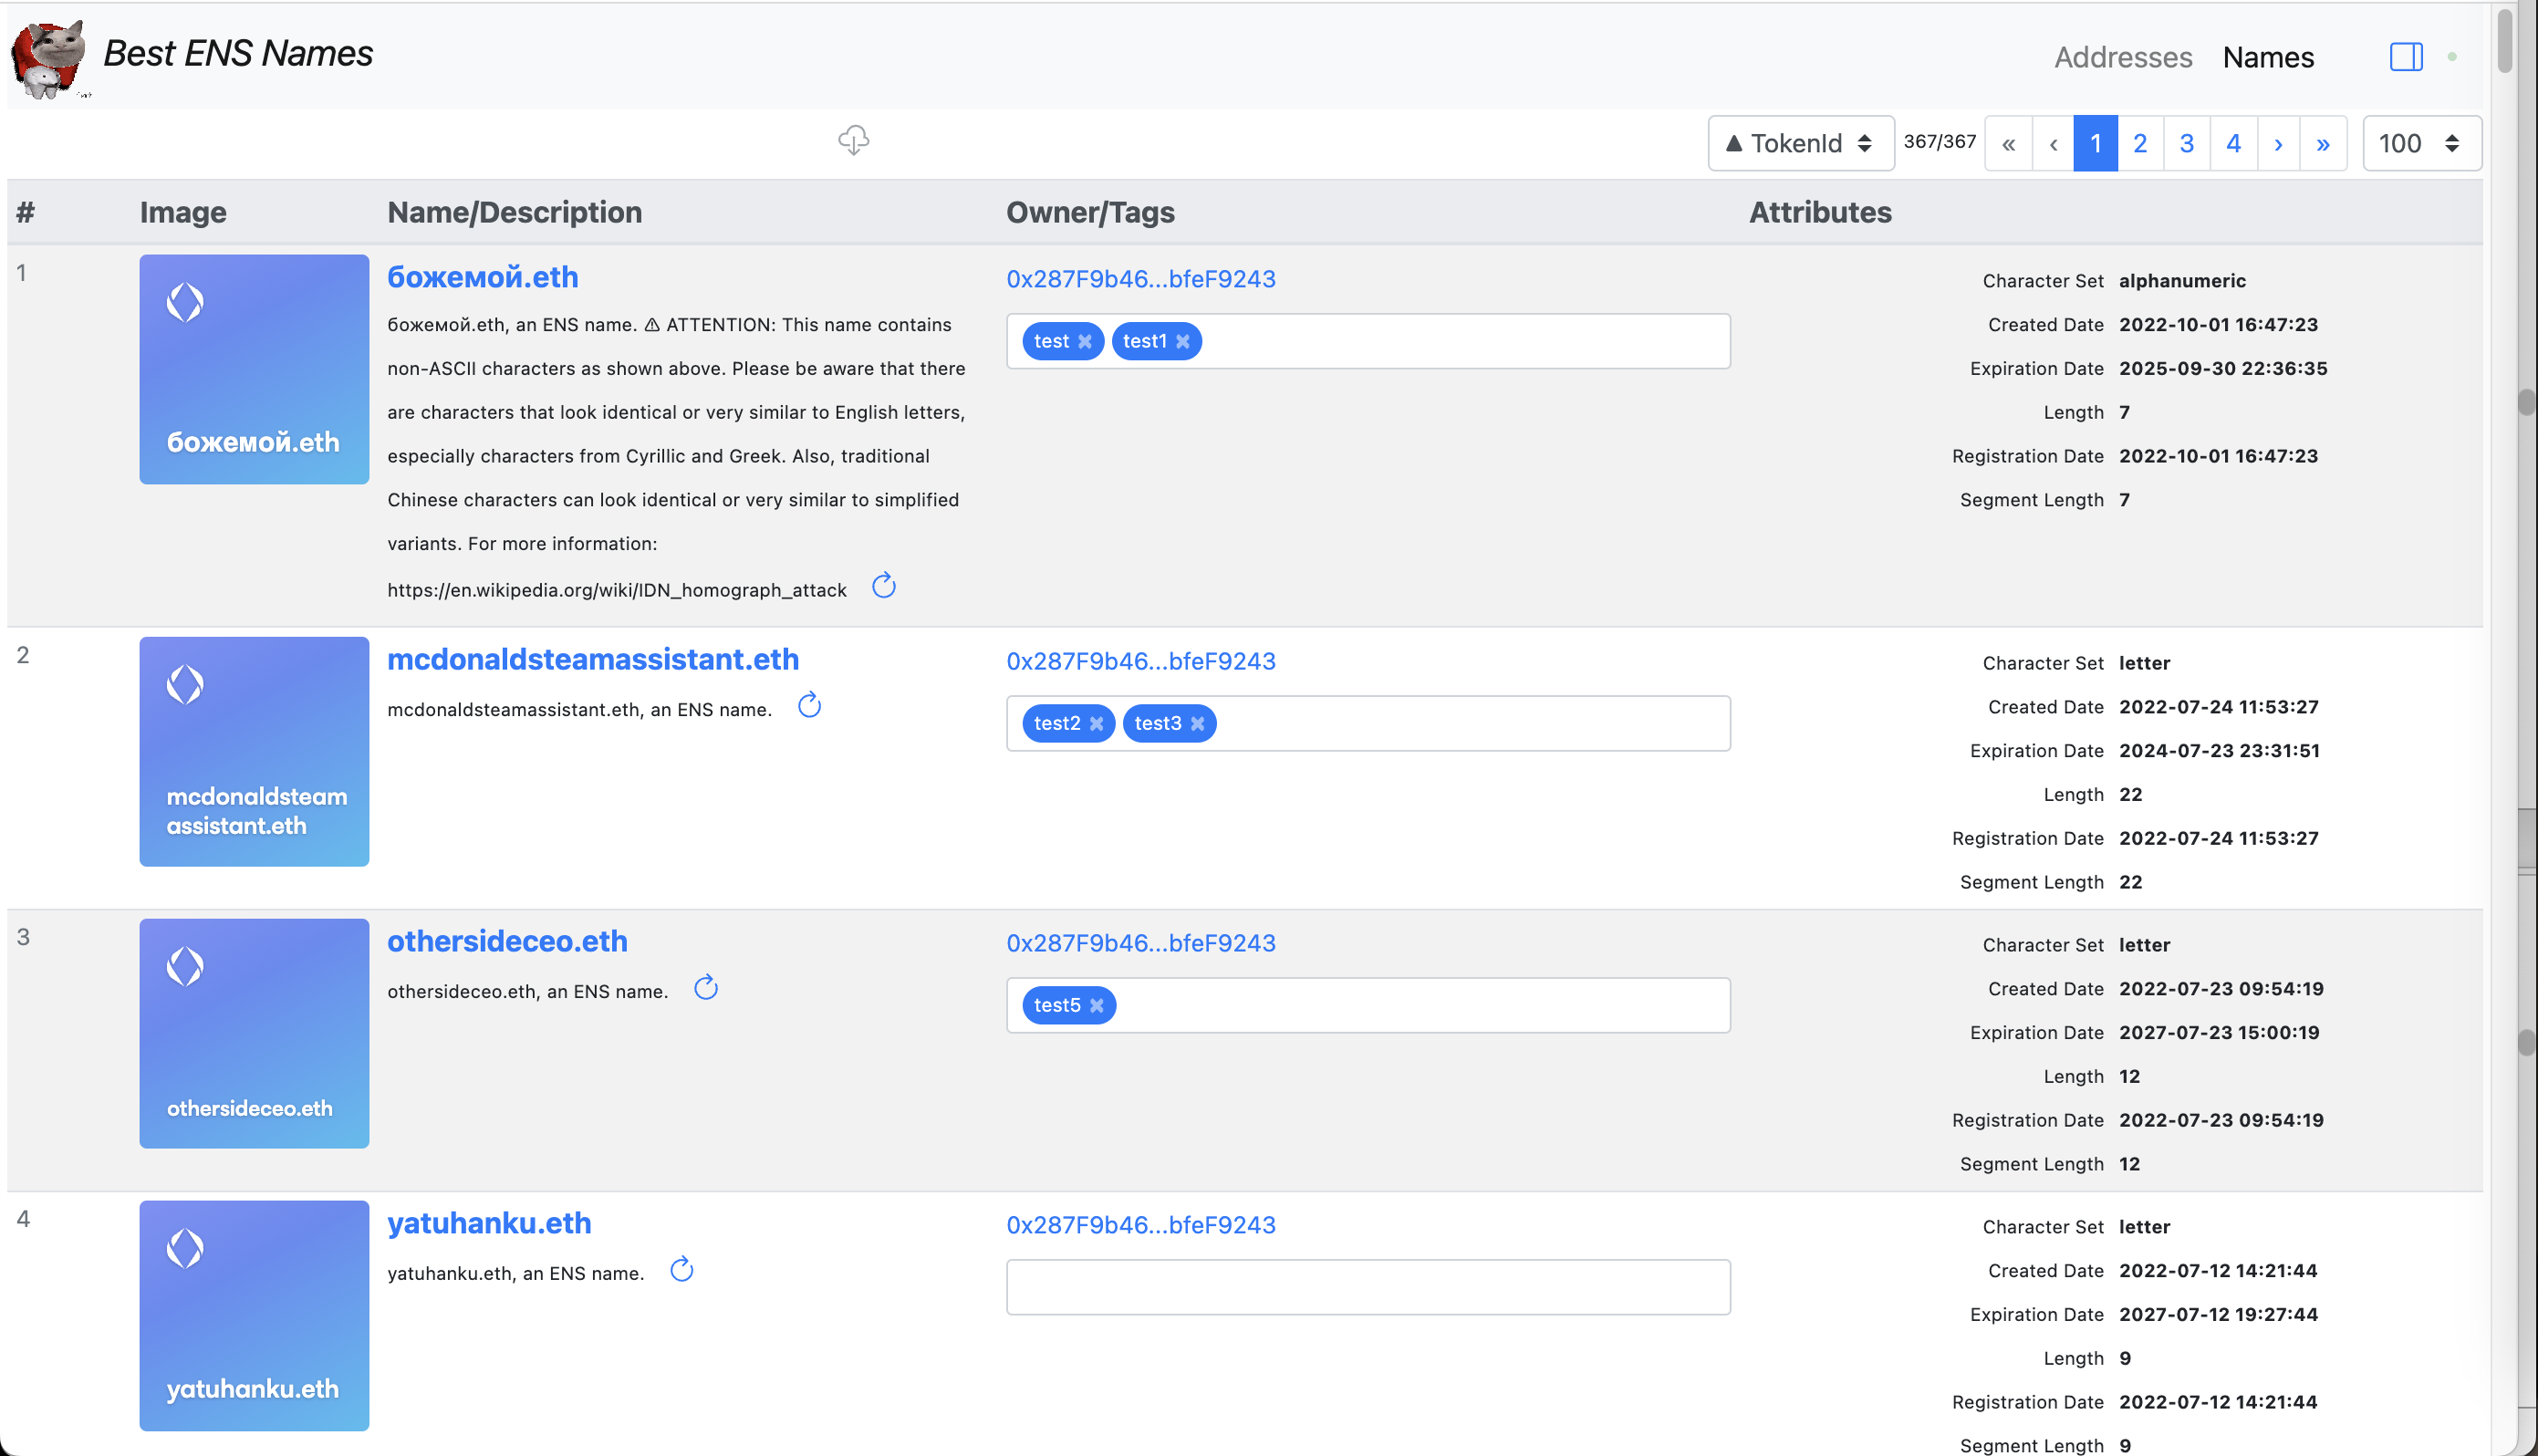 Best ENS Names
Addresses Names
▲ TokenId 367/367 « ‹ 1 2 3 4 › » 100
# Image Name/Description Owner/Tags Attributes
1
божемой.eth
божемой.eth
божемой.eth, an ENS name. ⚠ ATTENTION: This name contains
non-ASCII characters as shown above. Please be aware that there
are characters that look identical or very similar to English letters,
especially characters from Cyrillic and Greek. Also, traditional
Chinese characters can look identical or very similar to simplified
variants. For more information:
https://en.wikipedia.org/wiki/IDN_homograph_attack
0x287F9b46...bfeF9243
test × test1 ×
Character Set alphanumeric
Created Date 2022-10-01 16:47:23
Expiration Date 2025-09-30 22:36:35
Length 7
Registration Date 2022-10-01 16:47:23
Segment Length 7
2
mcdonaldsteam
assistant.eth
mcdonaldsteamassistant.eth
mcdonaldsteamassistant.eth, an ENS name.
0x287F9b46...bfeF9243
test2 × test3 ×
Character Set letter
Created Date 2022-07-24 11:53:27
Expiration Date 2024-07-23 23:31:51
Length 22
Registration Date 2022-07-24 11:53:27
Segment Length 22
3
othersideceo.eth
othersideceo.eth
othersideceo.eth, an ENS name.
0x287F9b46...bfeF9243
test5 ×
Character Set letter
Created Date 2022-07-23 09:54:19
Expiration Date 2027-07-23 15:00:19
Length 12
Registration Date 2022-07-23 09:54:19
Segment Length 12
4
yatuhanku.eth
yatuhanku.eth
yatuhanku.eth, an ENS name.
0x287F9b46...bfeF9243
Character Set letter
Created Date 2022-07-12 14:21:44
Expiration Date 2027-07-12 19:27:44
Length 9
Registration Date 2022-07-12 14:21:44
Segment Length 9